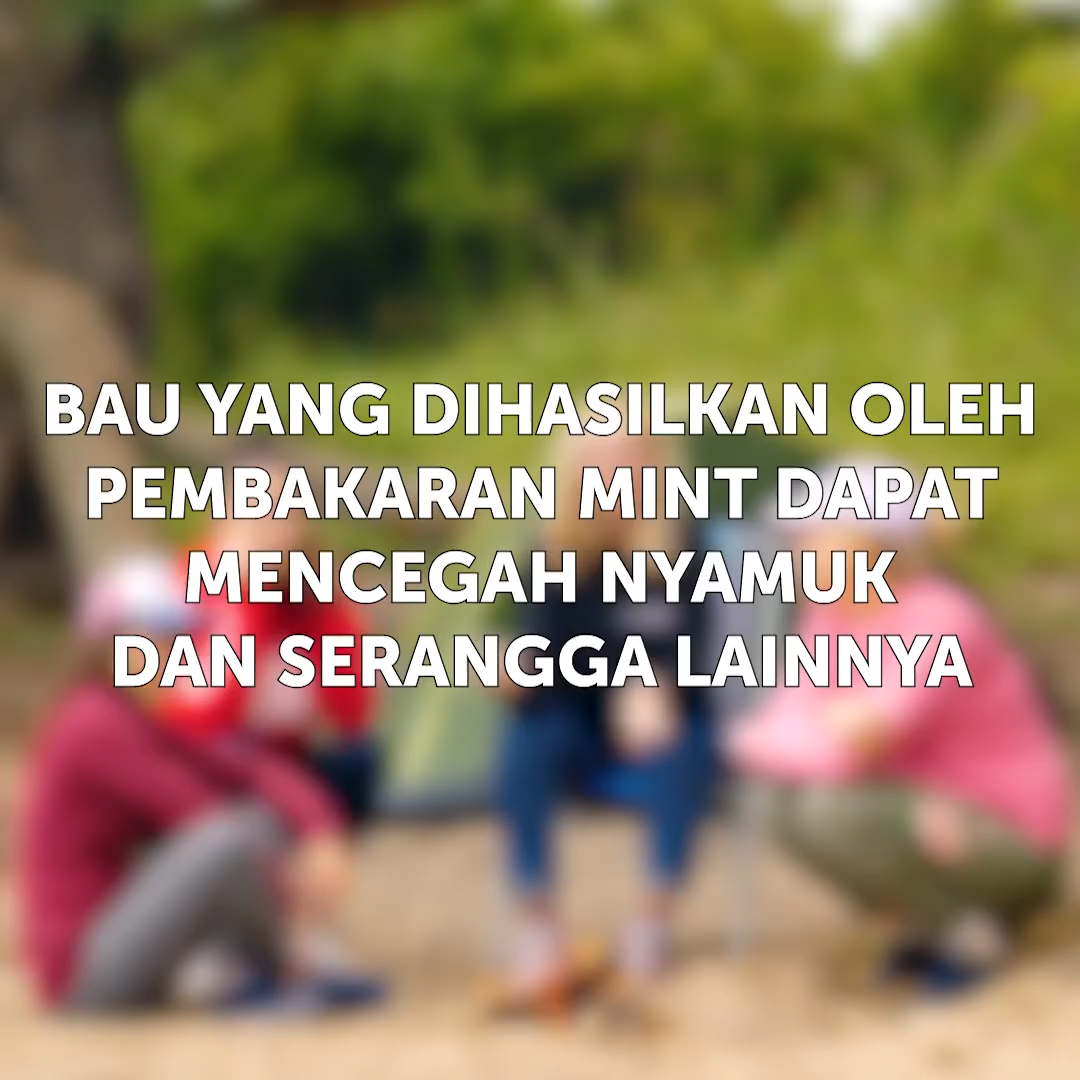 BAU YANG DIHASILKAN OLEH
PEMBAKARAN MINT DAPAT
MENCEGAH NYAMUK
DAN SERANGGA LAINNYA